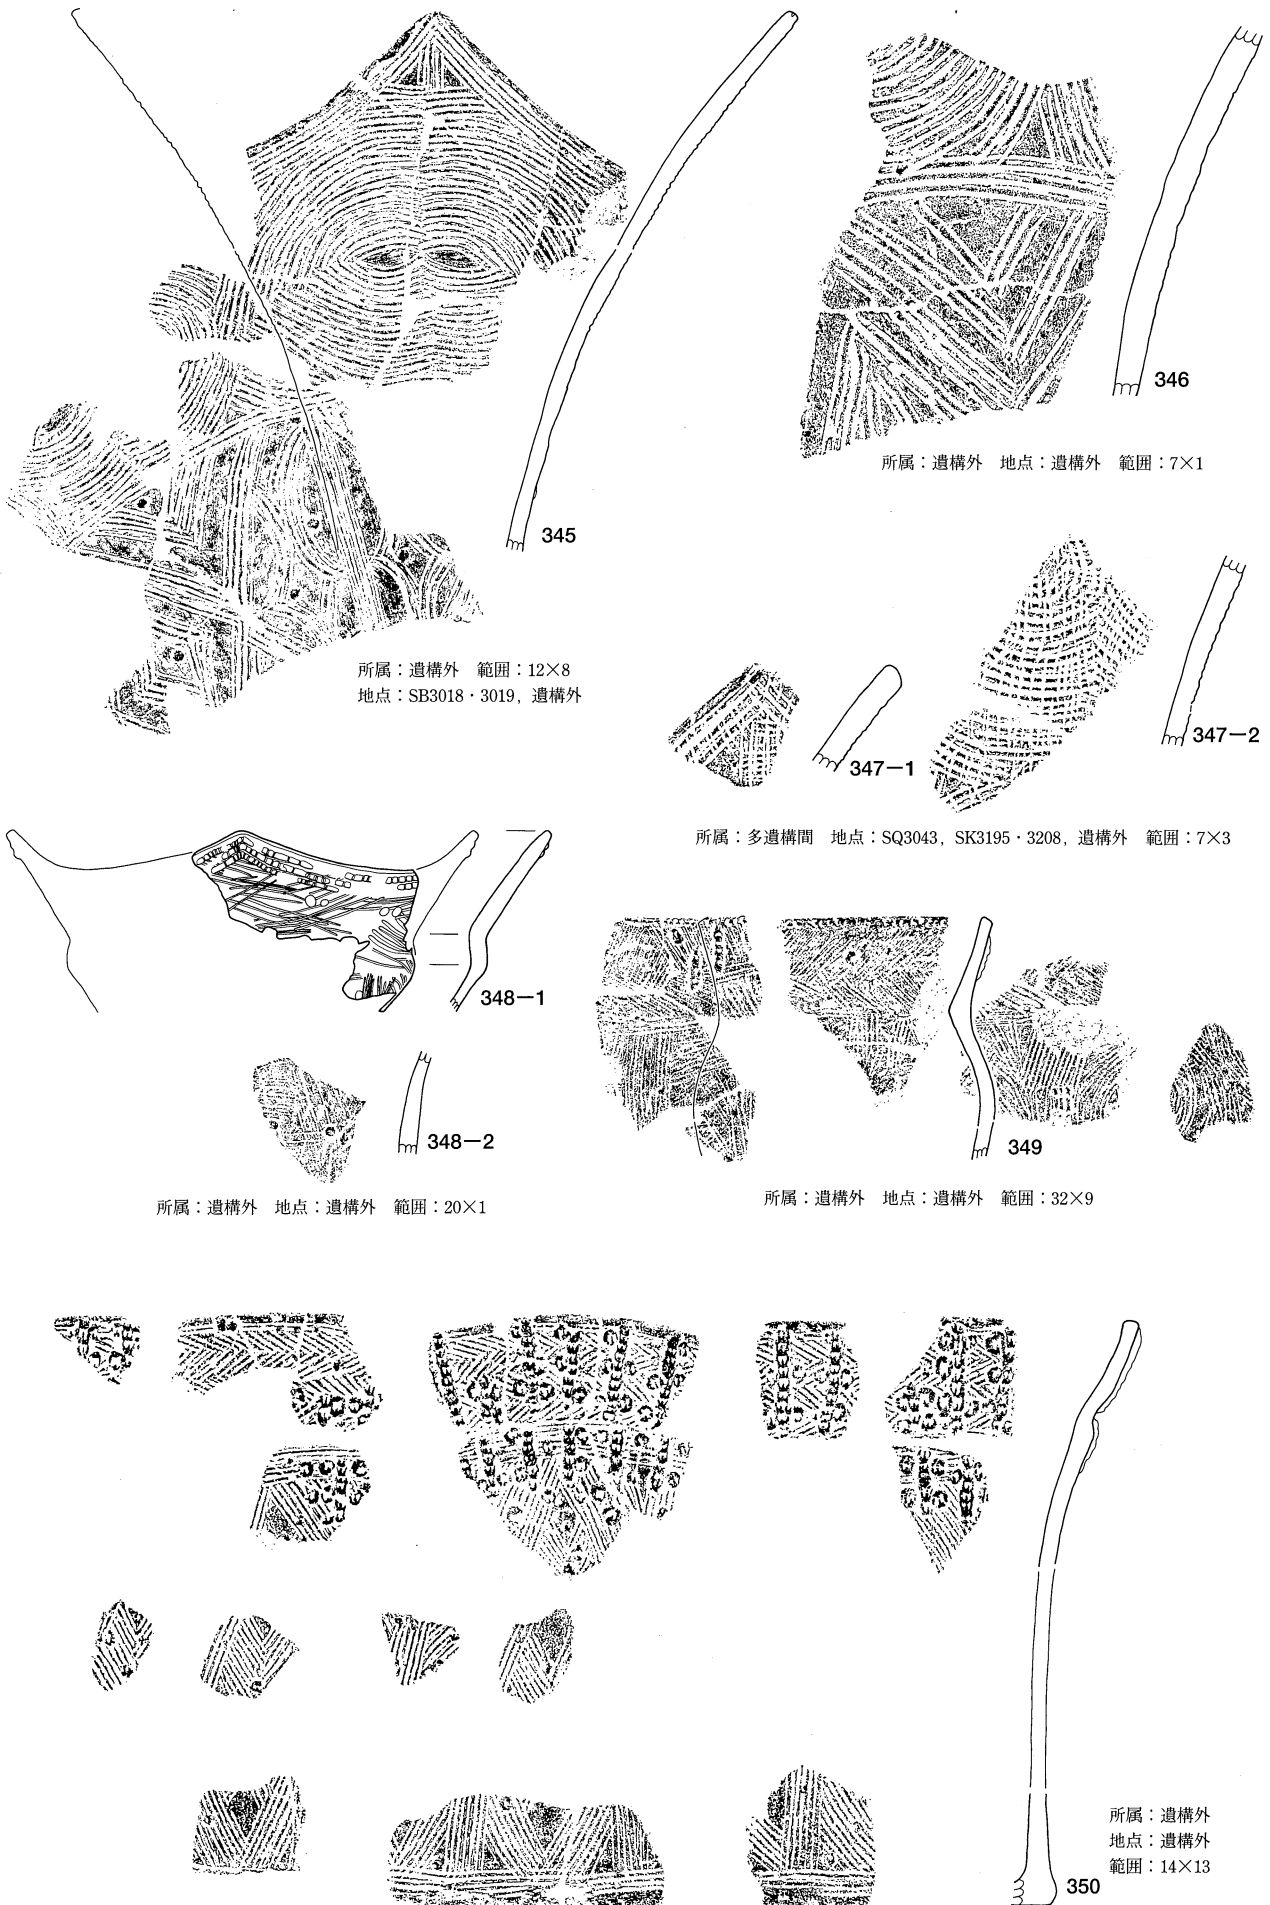 345
所属：遺構外　範囲：12×8
地点：SB3018・3019，遺構外
346
所属：遺構外　地点：遺構外　範囲：7×1
347－1
347－2
所属：多遺構間　地点：SQ3043，SK3195・3208，遺構外　範囲：7×3
348－1
348－2
所属：遺構外　地点：遺構外　範囲：20×1
349
所属：遺構外　地点：遺構外　範囲：32×9
所属：遺構外
地点：遺構外
範囲：14×13
350